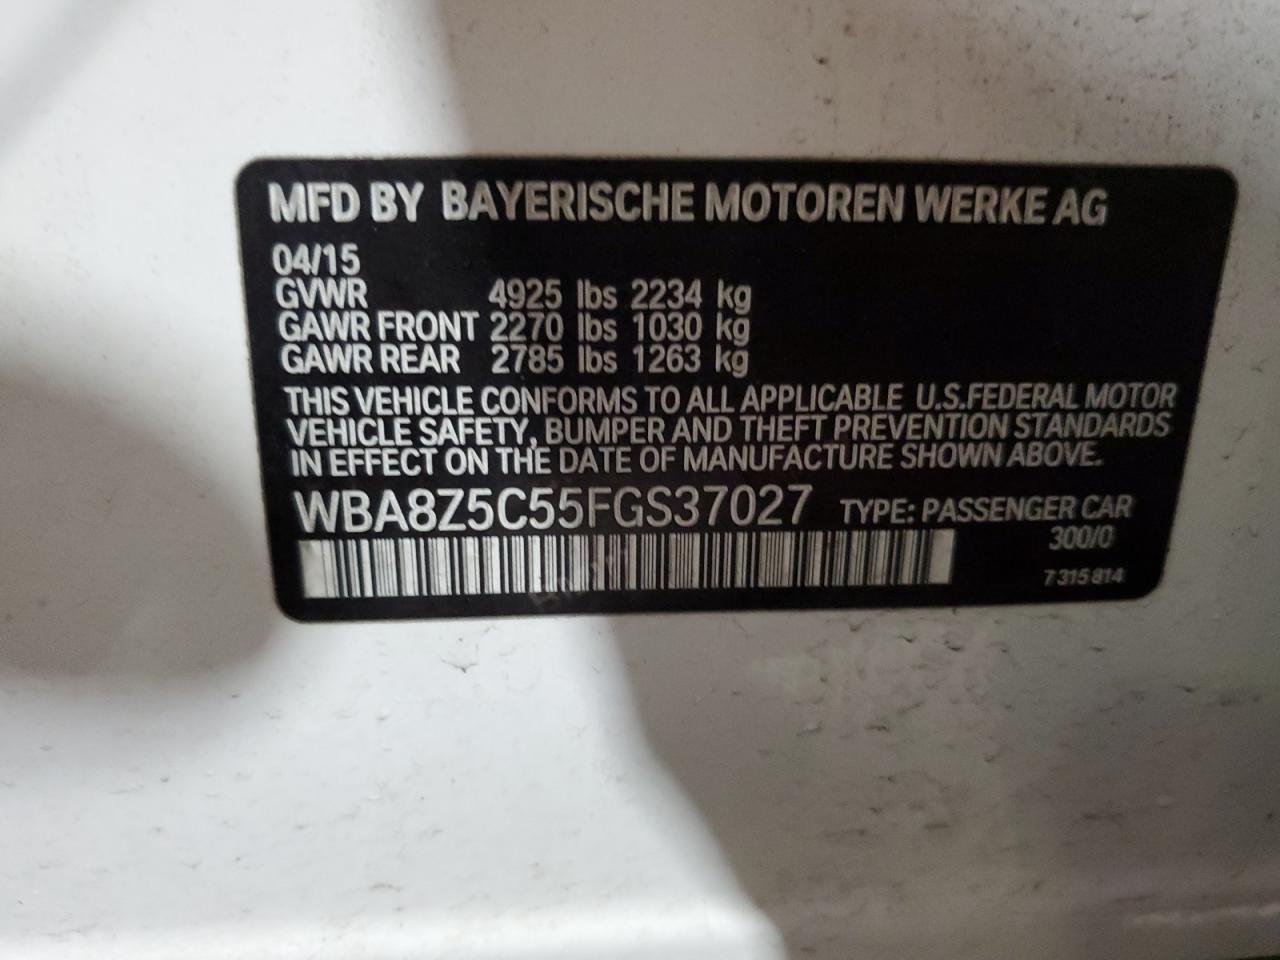 MFD BY BAYERISCHE MOTOREN WERKE AG
04/15
GVWR 4925 lbs 2234 kg
GAWR FRONT 2270 lbs 1030 kg
GAWR REAR 2785 lbs 1263 kg
THIS VEHICLE CONFORMS TO ALL APPLICABLE U.S.FEDERAL MOTOR
VEHICLE SAFETY, BUMPER AND THEFT PREVENTION STANDARDS
IN EFFECT ON THE DATE OF MANUFACTURE SHOWN ABOVE.
WBA8Z5C55FGS37027 TYPE: PASSENGER CAR
300/0
7 315 814